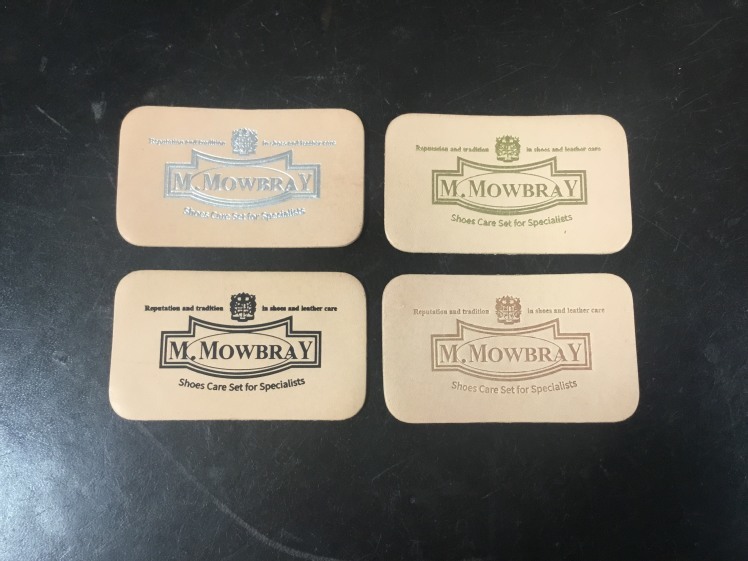 Reputation and tradition in shoes and leather care
M. MOWBRAY
Shoes Care Set for Specialists
Reputation and tradition in shoes and leather care
M. MOWBRAY
Shoes Care Set for Specialists
Reputation and tradition in shoes and leather care
M. MOWBRAY
Shoes Care Set for Specialists
Reputation and tradition in shoes and leather care
M. MOWBRAY
Shoes Care Set for Specialists